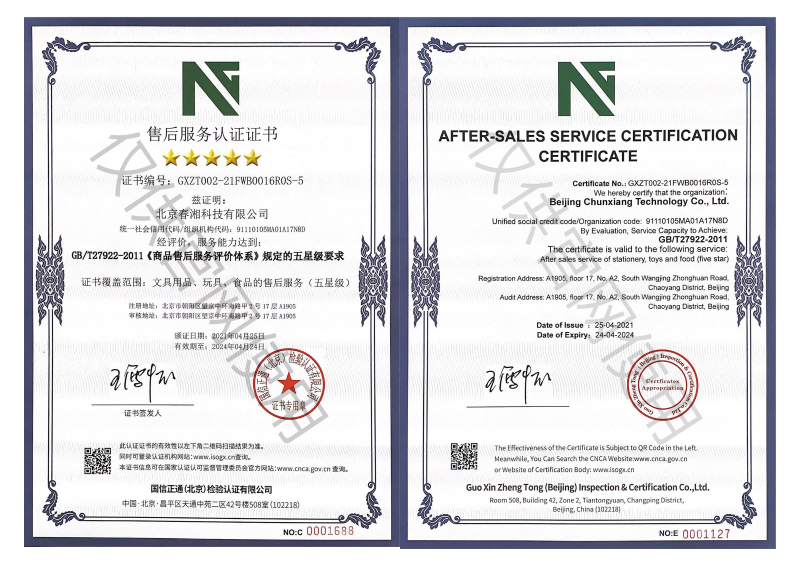 售后服务认证证书
证书编号：GXZT002-21FWB0016R0S-5
兹证明：
北京春湘科技有限公司
统一社会信用代码/组织机构代码：91110105MA01A17N8D
经评价，服务能力达到：
GB/T27922-2011《商品售后服务评价体系》规定的五星级要求
证书覆盖范围：文具用品、玩具、食品的售后服务（五星级）
注册地址：北京市朝阳区望京中环南路甲 2 号 17 层 A1905
审核地址：北京市朝阳区望京中环南路甲 2 号 17 层 A1905
颁证日期：2021年04月25日
有效期至：2024年04月24日
国信正通（北京）检验认证有限公司
证书专用章
证书签发人
此认证证书的有效性以左下角二维码扫描结果为准。
同时可登录认证机构网站：www.isogx.cn查询。
本证书信息可在国家认证认可监督管理委员会官方网站：www.cnca.gov.cn 查询。
国信正通(北京)检验认证有限公司
中国·北京·昌平区天通中苑二区42号楼508室 (102218)
NO:C 0001688
仅供官网使用
AFTER-SALES SERVICE CERTIFICATION
CERTIFICATE
Certificate No.: GXZT002-21FWB0016R0S-5
We hereby certify that the organization:
Beijing Chunxiang Technology Co., Ltd.
Unified social credit code/Organization code: 91110105MA01A17N8D
By Evaluation, Service Capacity to Achieve:
GB/T27922-2011
The certificate is valid to the following service:
After sales service of stationery, toys and food (five star)
Registration Address: A1905, floor 17, No. A2, South Wangjing Zhonghuan Road,
Chaoyang District, Beijing
Audit Address: A1905, floor 17, No. A2, South Wangjing Zhonghuan Road,
Chaoyang District, Beijing
Date of Issue : 25-04-2021
Date of Expiry: 24-04-2024
Guo Xin Zheng Tong (Beijing) Inspection & Certification Co.,Ltd.
Certificates
Appropriation
The Effectiveness of the Certificate is Subject to QR Code in the Left.
Meanwhile, You Can Search the CNCA Website:www.cnca.gov.cn
or Website of Certification Body: www.isogx.cn
Guo Xin Zheng Tong (Beijing) Inspection & Certification Co.,Ltd.
Room 508, Building 42, Zone 2, Tiantongyuan, Changping District,
Beijing, China (102218)
NO:E 0001127
仅供官网使用